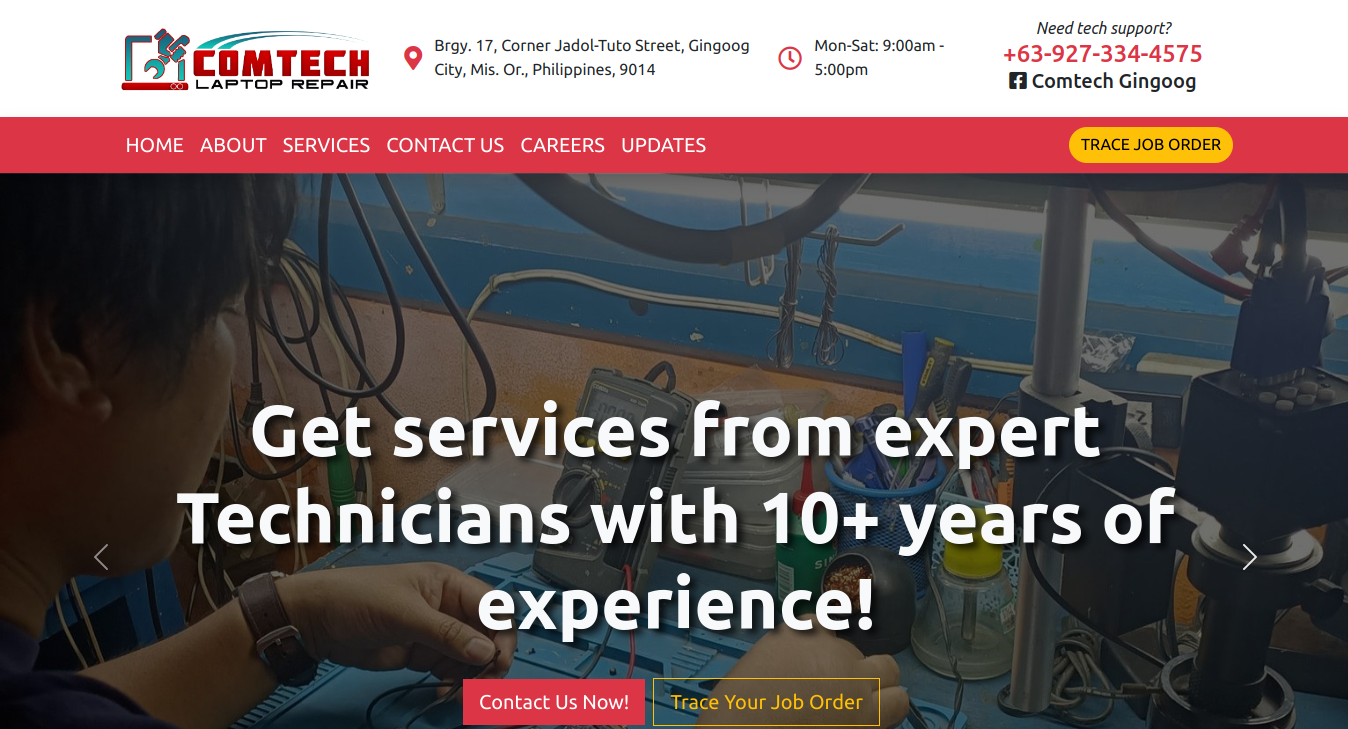 COMTECH
LAPTOP REPAIR
Brgy. 17, Corner Jadol-Tuto Street, Gingoog
City, Mis. Or., Philippines, 9014
Mon-Sat: 9:00am -
5:00pm
Need tech support?
+63-927-334-4575
Comtech Gingoog
HOME ABOUT SERVICES CONTACT US CAREERS UPDATES
TRACE JOB ORDER
Get services from expert
Technicians with 10+ years of
experience!
Contact Us Now!
Trace Your Job Order